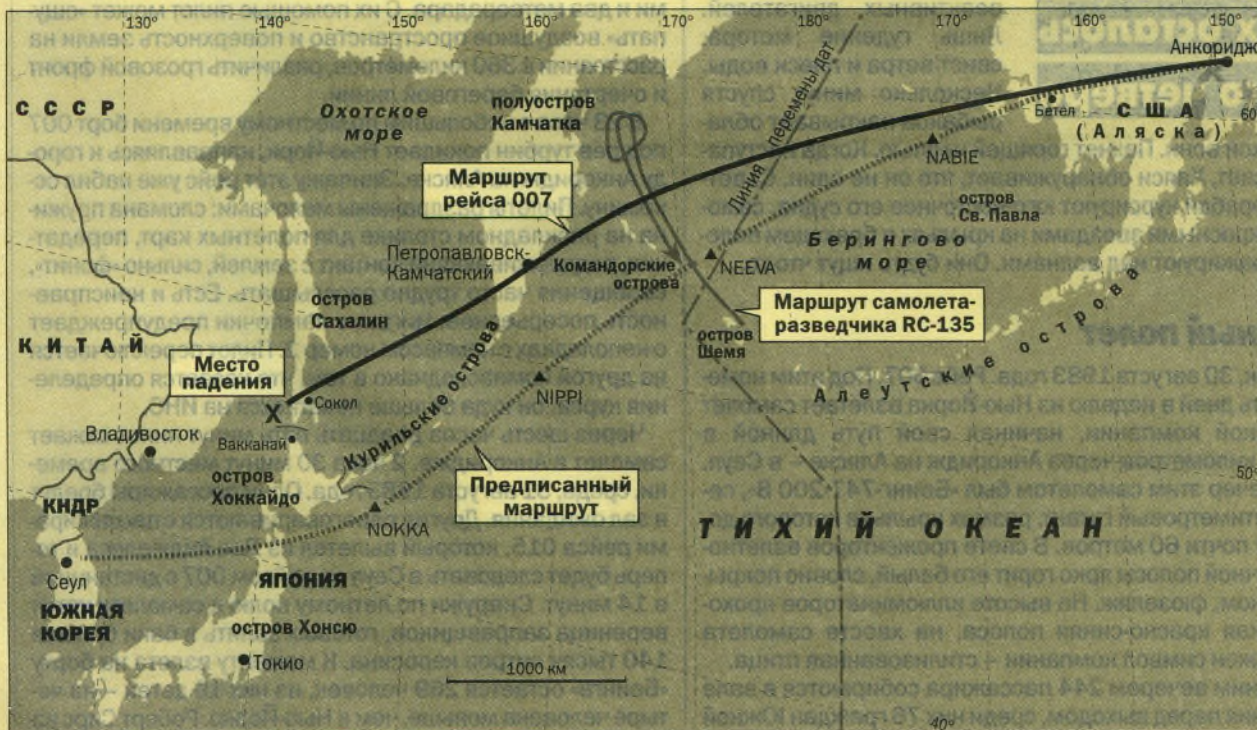 130°
140°
150°
160°
170°
180°
170°
160°
150°
Анкоридж
СССР
Охотское
море
полуостров
Камчатка
Линия перемены дат
Бетел
США
(Аляска)
60
NABIE
Маршрут
рейса 007
остров
Св. Павла
Петропавловск-
Камчатский
Командорские
острова
NEEVA
Берингово
море
остров
Сахалин
Маршрут самолета-
разведчика RC-135
остров
Шемя
КИТАЙ
Место
падения
X
Сокол
Курильские острова
NIPPI
Алеутские острова
Владивосток
Вакканай
остров
Хоккайдо
Предписанный
маршрут
50°
КНДР
NOKKA
ТИХИЙ ОКЕАН
Сеул
ЯПОНИЯ
ЮЖНАЯ
КОРЕЯ
остров Хонсю
Токио
1000 км
40°